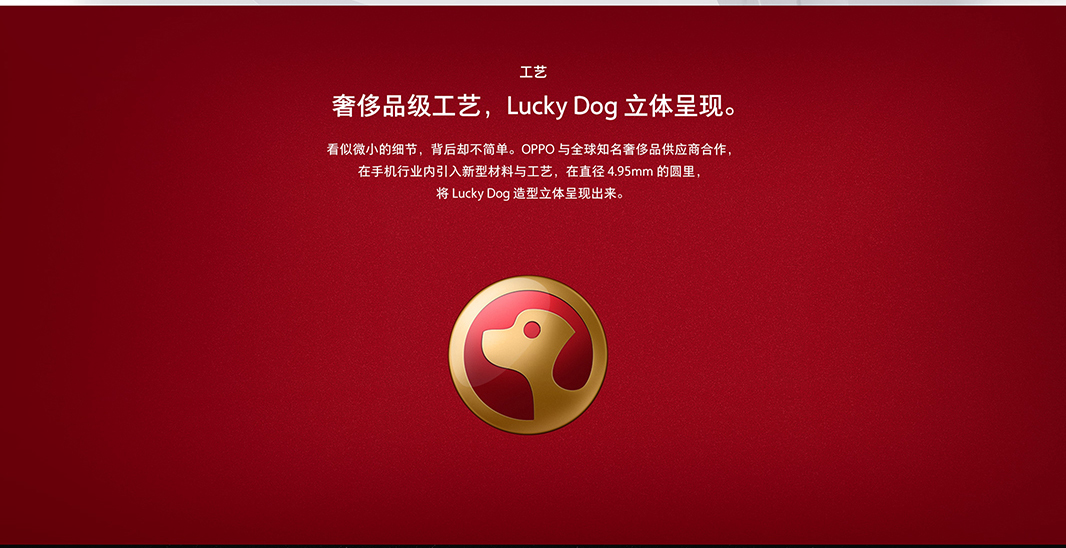 工艺
奢侈品级工艺，Lucky Dog 立体呈现。
看似微小的细节，背后却不简单。OPPO 与全球知名奢侈品供应商合作，
在手机行业内引入新型材料与工艺，在直径 4.95mm 的圆里，
将 Lucky Dog 造型立体呈现出来。